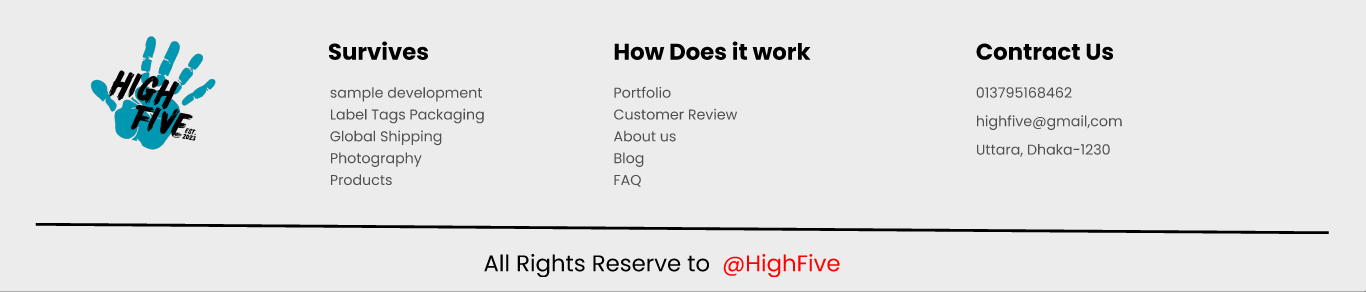 HIGH
FIVE
EST.
2021
Survives
sample development
Label Tags Packaging
Global Shipping
Photography
Products
How Does it work
Portfolio
Customer Review
About us
Blog
FAQ
Contract Us
013795168462
highfive@gmail,com
Uttara, Dhaka-1230
All Rights Reserve to @HighFive